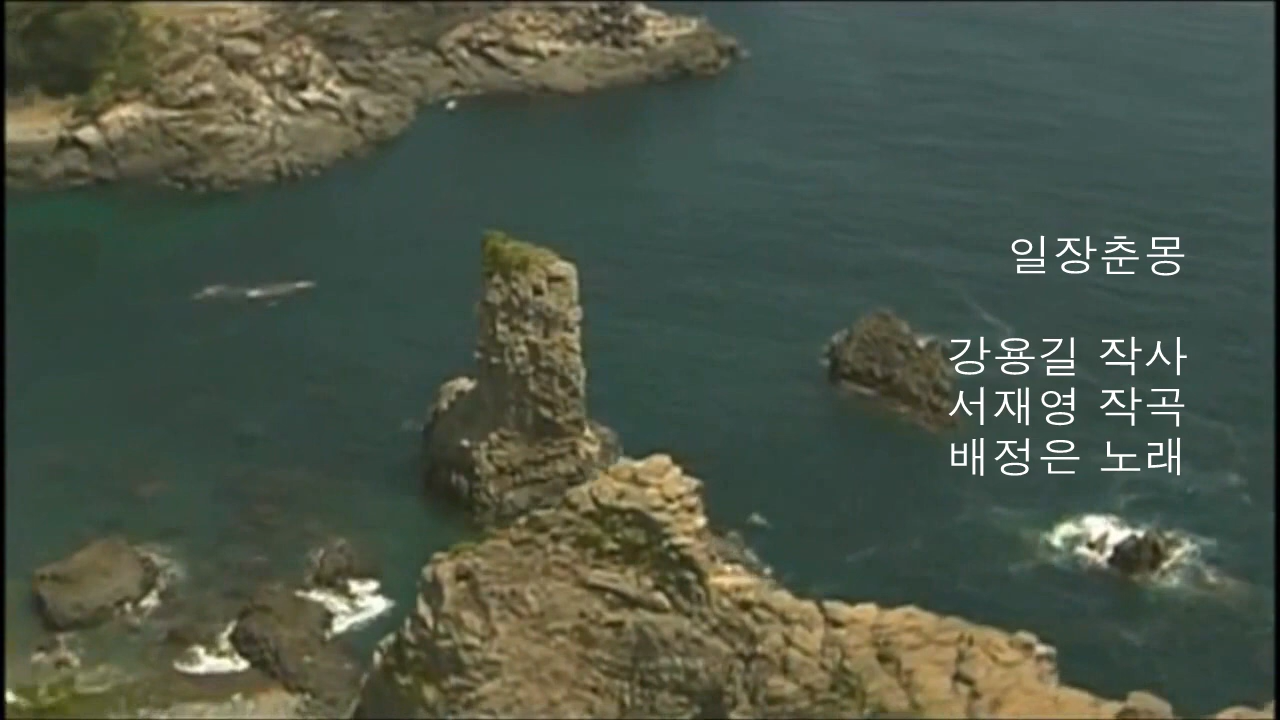 일장춘몽
강용길 작사
서재영 작곡
배정은 노래